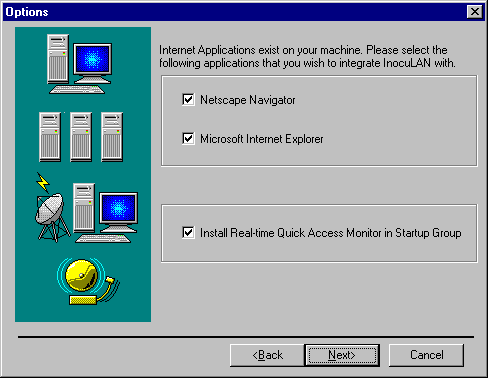 Options
Internet Applications exist on your machine. Please select the
following applications that you wish to integrate InocuLAN with.
Netscape Navigator
Microsoft Internet Explorer
Install Real-time Quick Access Monitor in Startup Group
<Back
Next>
Cancel